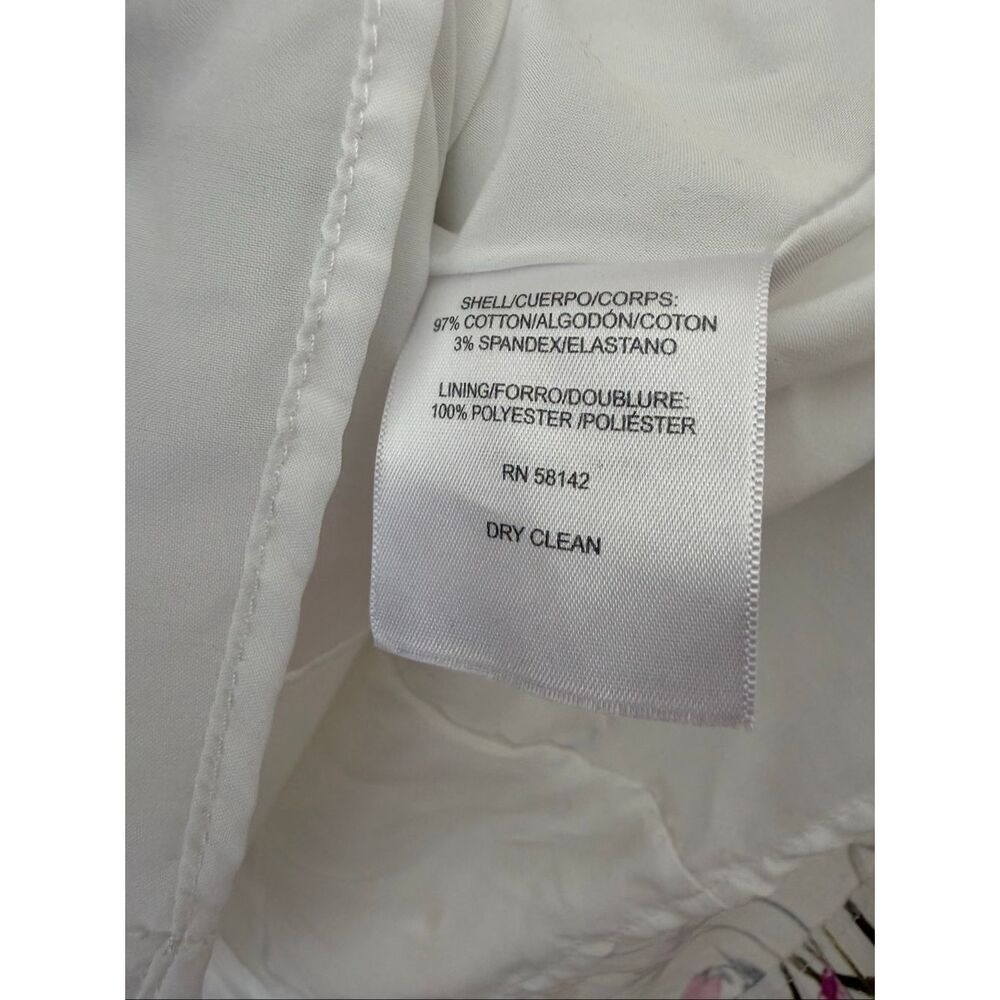 SHELL/CUERPO/CORPS:
97% COTTON/ALGODÓN/COTON
3% SPANDEX/ELASTANO
LINING/FORRO/DOUBLURE:
100% POLYESTER /POLIÉSTER
RN 58142
DRY CLEAN